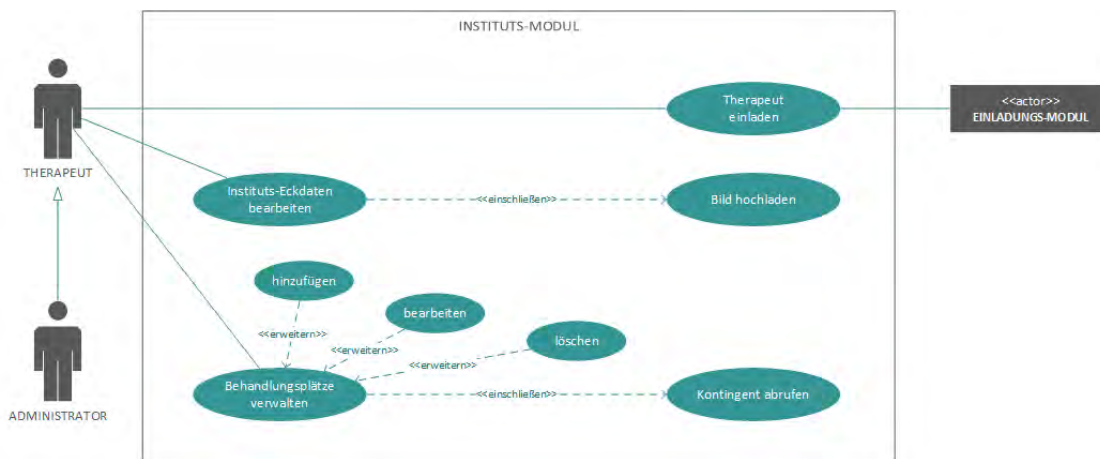 INSTITUTS-MODUL
Therapeut
einladen
<<actor>>
EINLADUNGS-MODUL
THERAPEUT
Instituts-Eckdaten
bearbeiten
<<einschließen>>
Bild hochladen
hinzufügen
bearbeiten
löschen
<<erweitern>>
<<erweitern>>
<<erweitern>>
Behandlungsplätze
verwalten
<<einschließen>>
Kontingent abrufen
ADMINISTRATOR